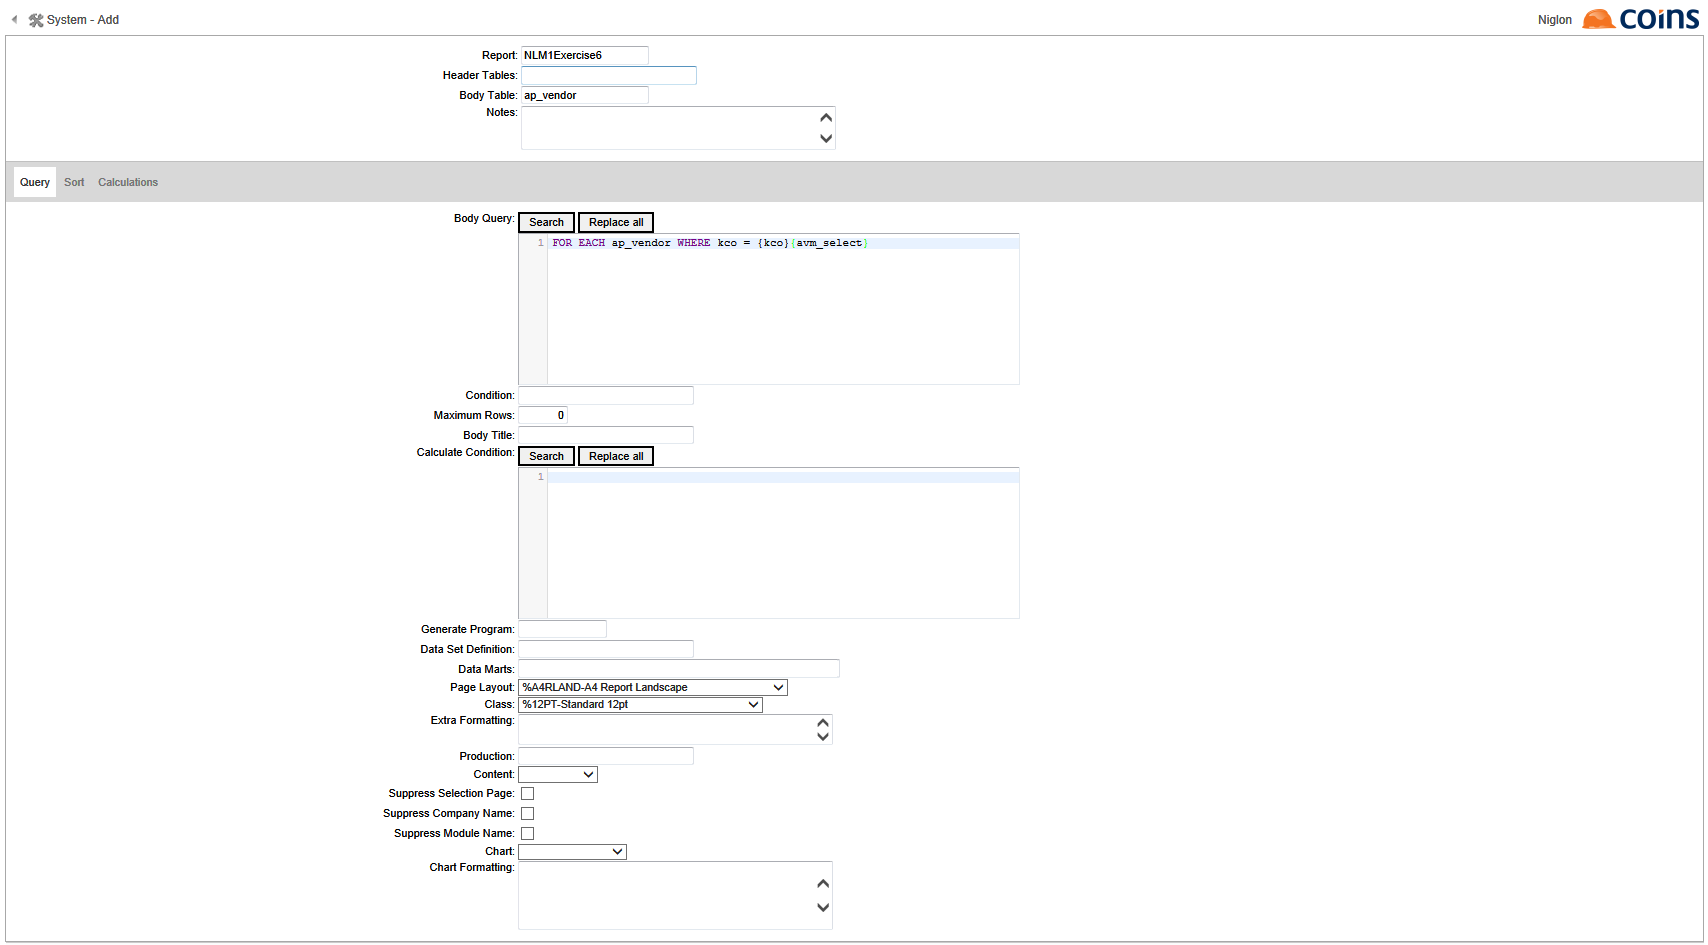 System - Add
Niglon coins
Report: NLM1Exercise6
Header Tables:
Body Table: ap_vendor
Notes:
Query Sort Calculations
Body Query: Search Replace all
1 FOR EACH ap_vendor WHERE kco = {kco}{avm_select}
Condition:
Maximum Rows: 0
Body Title:
Calculate Condition: Search Replace all
1
Generate Program:
Data Set Definition:
Data Marts:
Page Layout: %A4RLAND-A4 Report Landscape
Class: %12PT-Standard 12pt
Extra Formatting:
Production:
Content:
Suppress Selection Page:
Suppress Company Name:
Suppress Module Name:
Chart:
Chart Formatting: